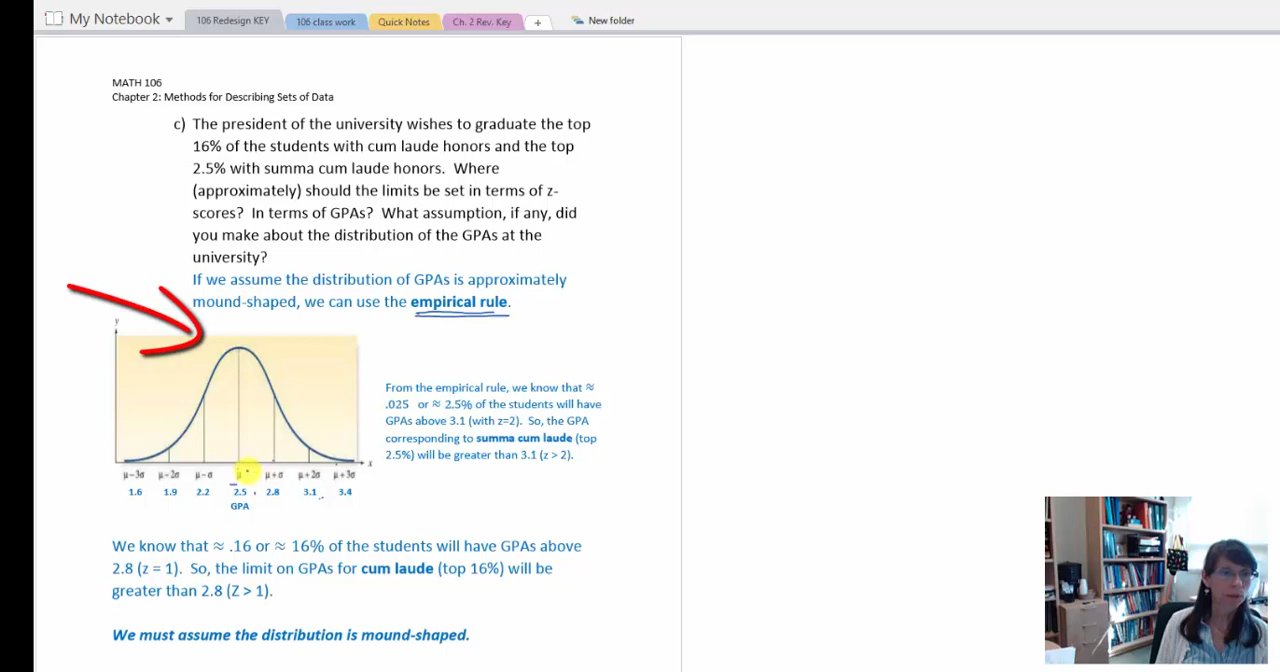 My Notebook
106 Redesign KEY
106 class work
Quick Notes
Ch. 2 Rev. Key
+
New folder
MATH 106
Chapter 2: Methods for Describing Sets of Data
c) The president of the university wishes to graduate the top
16% of the students with cum laude honors and the top
2.5% with summa cum laude honors. Where
(approximately) should the limits be set in terms of z-
scores? In terms of GPAs? What assumption, if any, did
you make about the distribution of the GPAs at the
university?
If we assume the distribution of GPAs is approximately
mound-shaped, we can use the empirical rule.
y
From the empirical rule, we know that ≈
.025 or ≈ 2.5% of the students will have
GPAs above 3.1 (with z=2). So, the GPA
corresponding to summa cum laude (top
2.5%) will be greater than 3.1 (z > 2).
x
μ−3σ μ−2σ μ−σ μ μ+σ μ+2σ μ+3σ
1.6 1.9 2.2 2.5 2.8 3.1 3.4
GPA
We know that ≈ .16 or ≈ 16% of the students will have GPAs above
2.8 (z = 1). So, the limit on GPAs for cum laude (top 16%) will be
greater than 2.8 (Z > 1).
We must assume the distribution is mound-shaped.